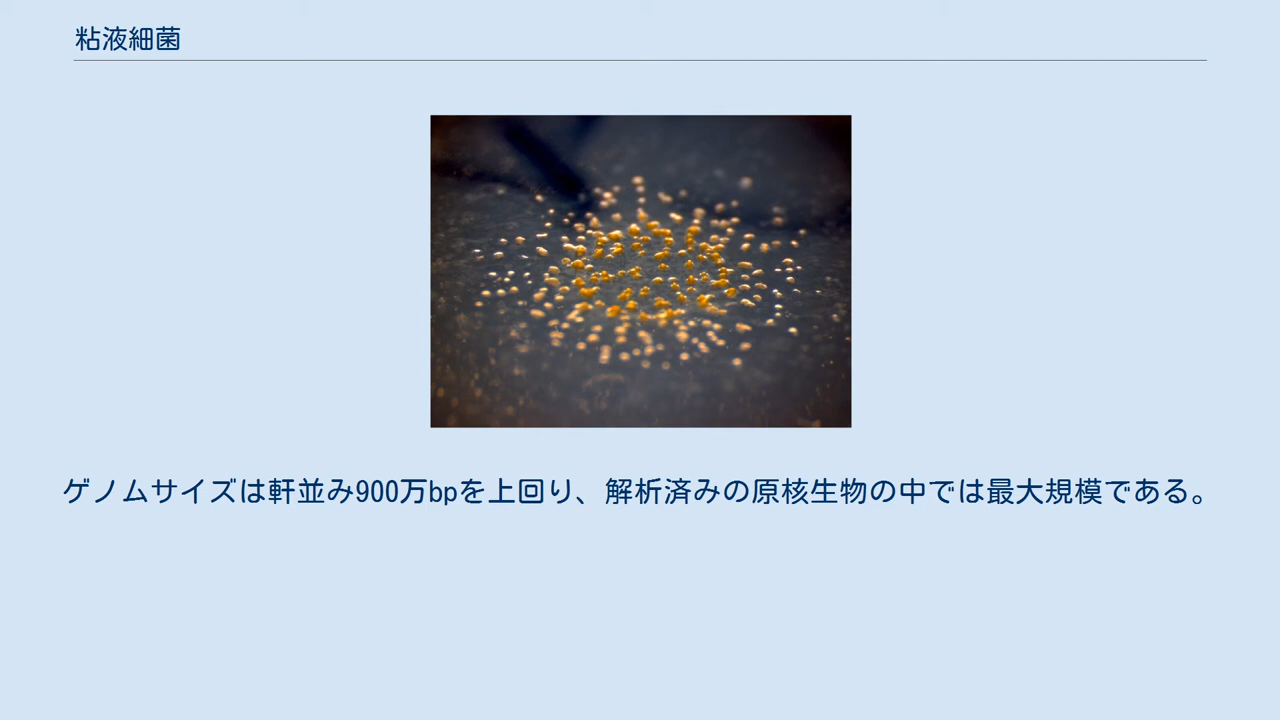 粘液細菌
ゲノムサイズは軒並み900万bpを上回り、解析済みの原核生物の中では最大規模である。